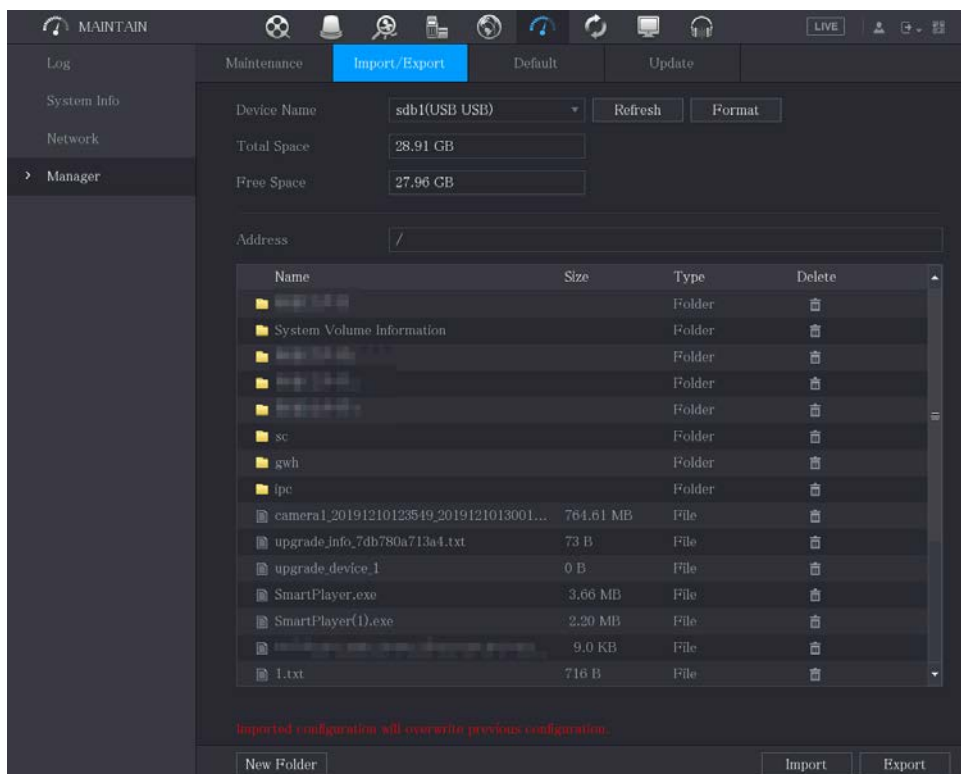 MAINTAIN LIVE
Log
System Info
Network
Manager
Maintenance Import/Export Default Update
Device Name sdb1(USB USB) Refresh Format
Total Space 28.91 GB
Free Space 27.96 GB
Address /
Name Size Type Delete
Folder
System Volume Information Folder
Folder
Folder
Folder
sc Folder
gwh Folder
ipc Folder
camera1_20191210123549_2019121013001... 764.61 MB File
upgrade_info_7db780a713a4.txt 73 B File
upgrade_device_1 0 B File
SmartPlayer.exe 3.66 MB File
SmartPlayer(1).exe 2.20 MB File
9.0 KB File
1.txt 716 B File
Imported configuration will overwrite previous configuration.
New Folder Import Export